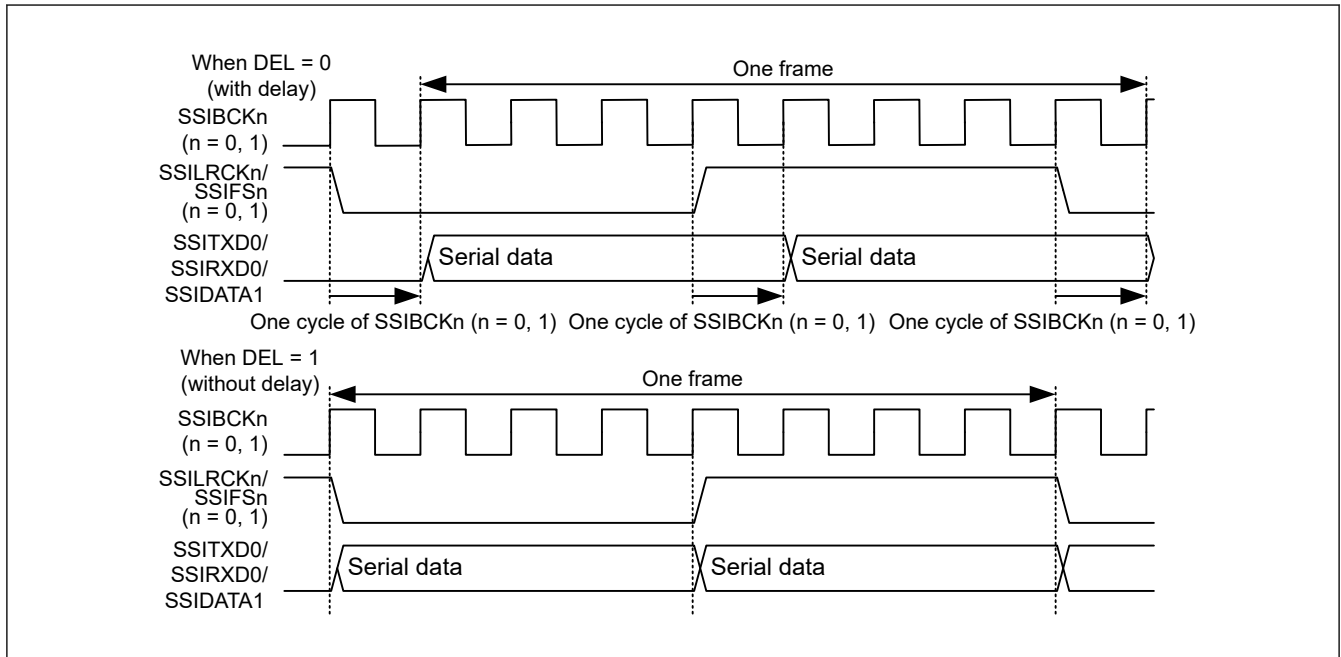 When DEL = 0
(with delay)
One frame
SSIBCKn
(n = 0, 1)
SSILRCKn/
SSIFSn
(n = 0, 1)
SSITXD0/
SSIRXD0/
SSIDATA1
Serial data
Serial data
One cycle of SSIBCKn (n = 0, 1)
One cycle of SSIBCKn (n = 0, 1)
One cycle of SSIBCKn (n = 0, 1)
When DEL = 1
(without delay)
One frame
SSIBCKn
(n = 0, 1)
SSILRCKn/
SSIFSn
(n = 0, 1)
SSITXD0/
SSIRXD0/
SSIDATA1
Serial data
Serial data